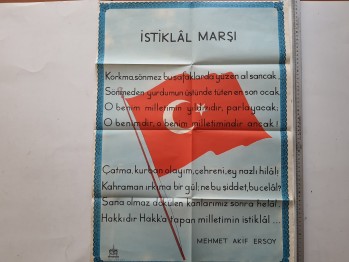 İSTİKLÂL MARŞI
Korkma, sönmez bu şafaklarda yüzen al sancak
Sönmeden yurdumun üstünde tüten en son ocak
O benim milletimin yıldızıdır, parlayacak;
O benimdir, o benim milletimindir ancak!
Çatma, kurban olayım, çehreni, ey nazlı hilâl!
Kahraman ırkıma bir gül, ne bu şiddet, bu celâl?
Sana olmaz dökülen kanlarımız sonra helâl,
Hakkıdır Hakk'a tapan milletimin istiklâl ...
MEHMET AKİF ERSOY